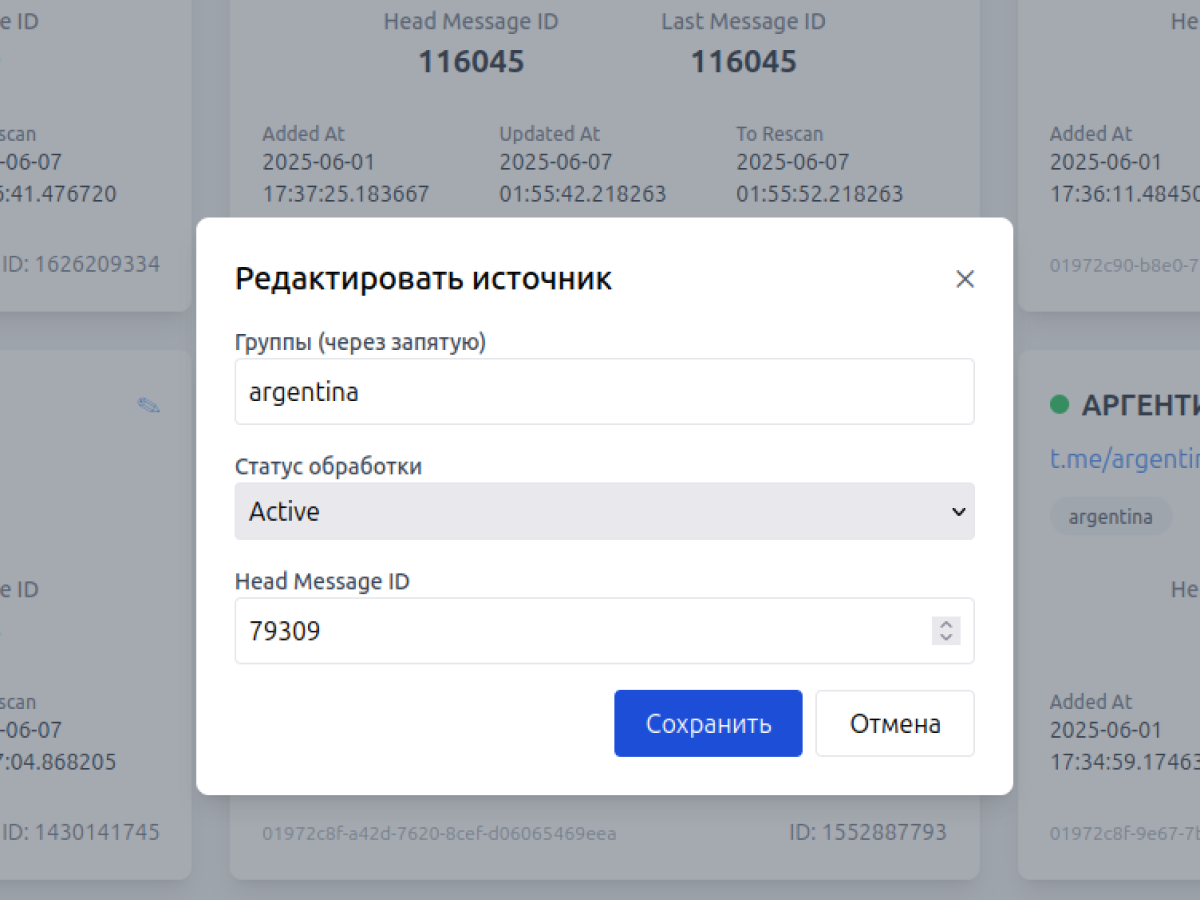 e ID
Head Message ID
Last Message ID
He
116045
116045
scan
Added At
Updated At
To Rescan
Added At
-06-07
2025-06-01
2025-06-07
2025-06-07
2025-06-01
:41.476720
17:37:25.183667
01:55:42.218263
01:55:52.218263
17:36:11.48450
ID: 1626209334
01972c90-b8e0-7
Редактировать источник
Группы (через запятую)
argentina
Статус обработки
Active
Head Message ID
79309
Сохранить
Отмена
АРГЕНТИ
t.me/argentin
argentina
e ID
He
scan
Added At
-06-07
2025-06-01
:04.868205
17:34:59.17463
ID: 1430141745
01972c8f-a42d-7620-8cef-d06065469eea
ID: 1552887793
01972c8f-9e67-7b